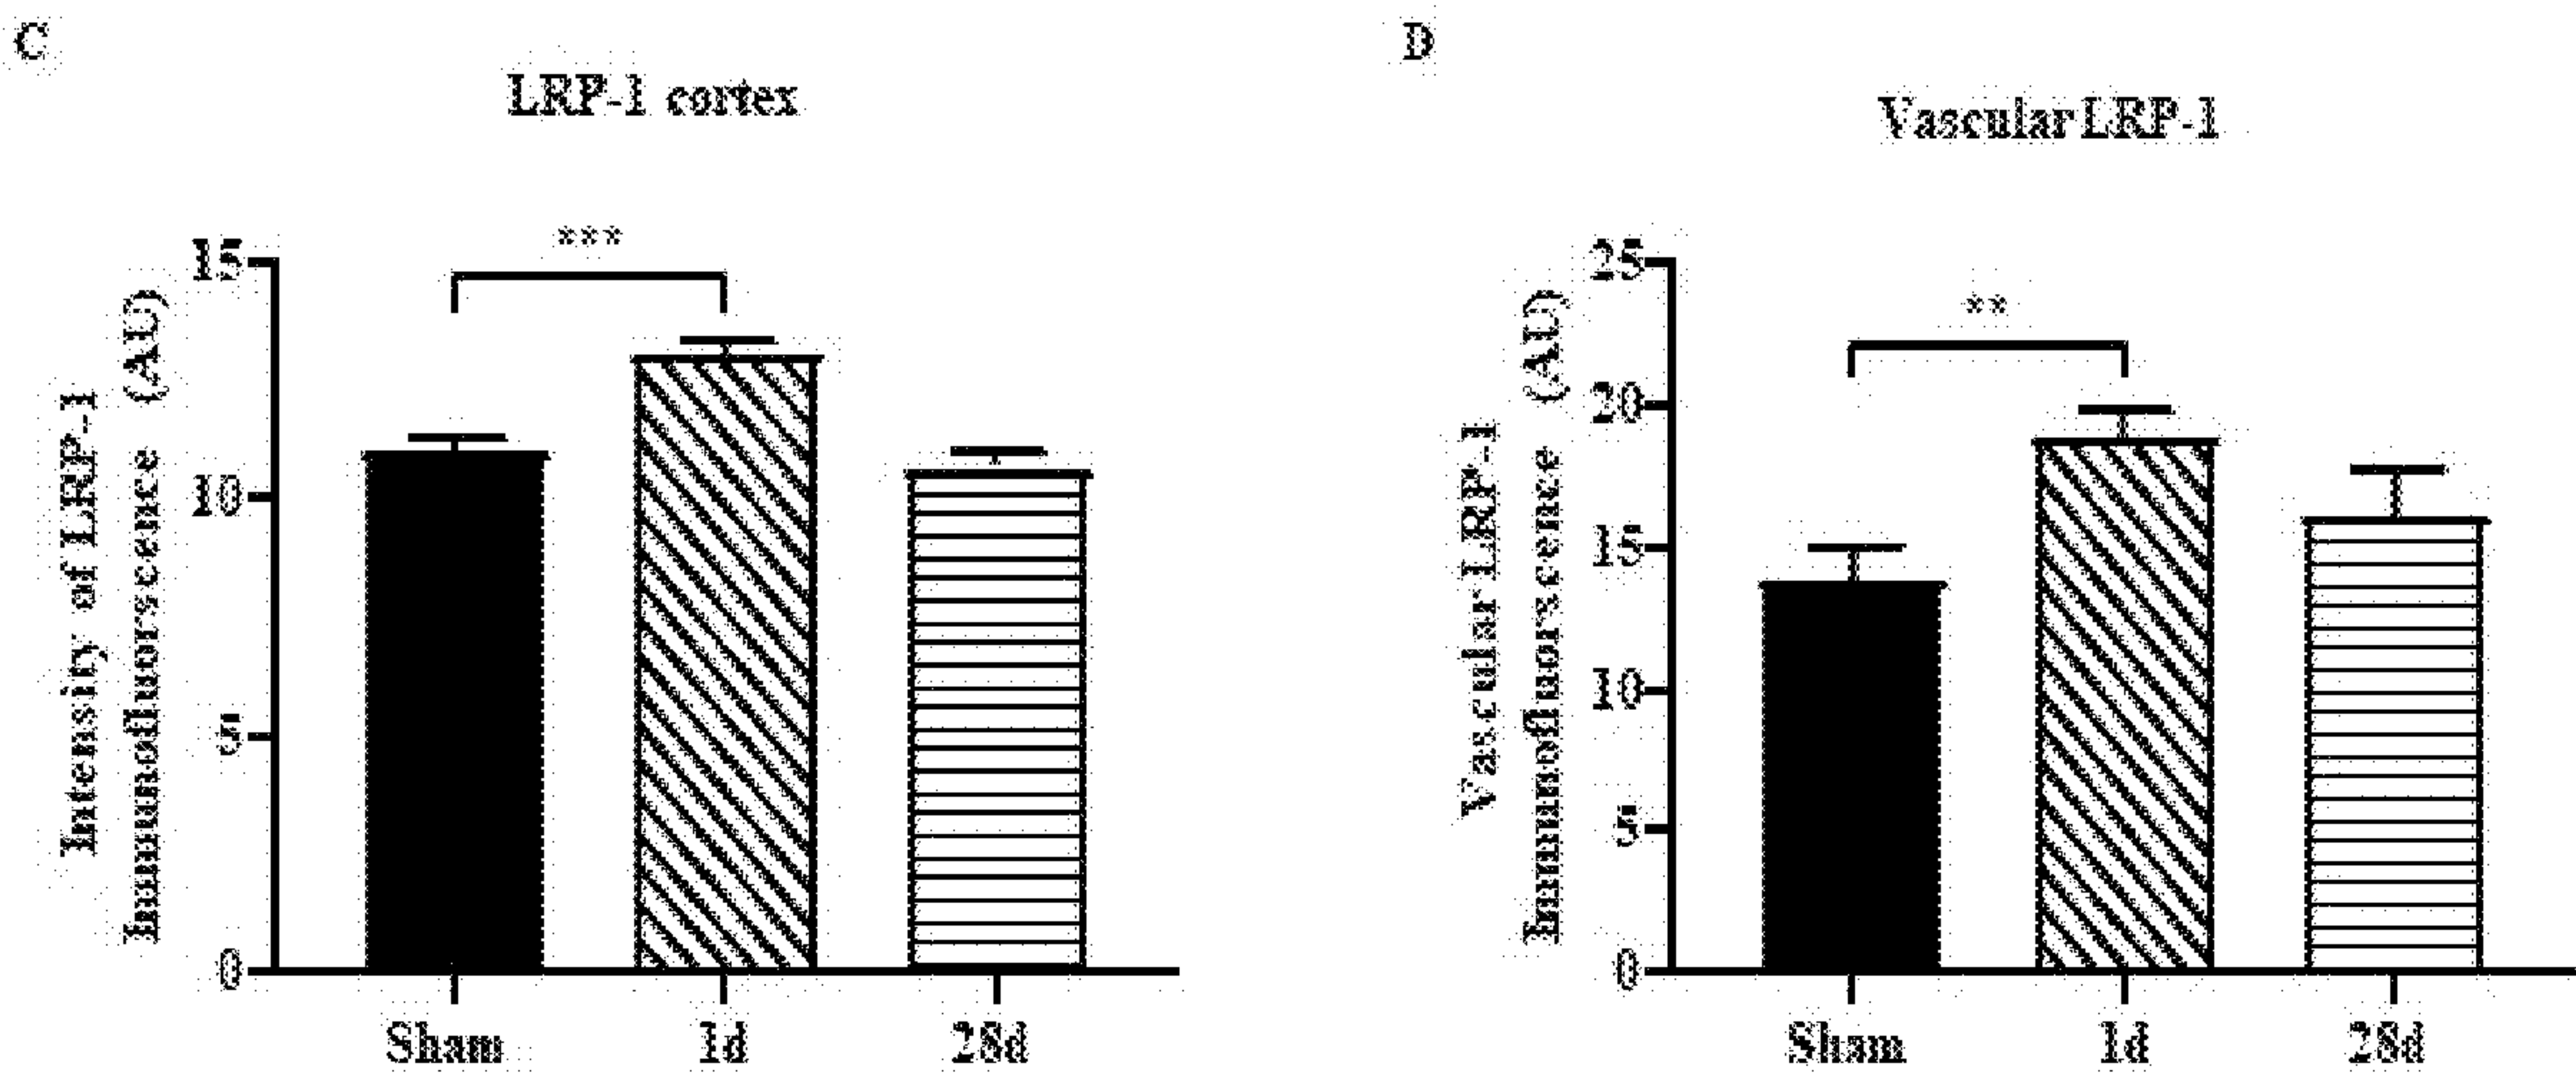 C
LRP-1 cortex
Intensity of LRP-1
Immunofluorscence (AU)
15
10
5
0
***
Sham
1d
28d
D
Vascular LRP-1
Vascular LRP-1
Immunofluorscence (AU)
25
20
15
10
5
0
**
Sham
1d
28d